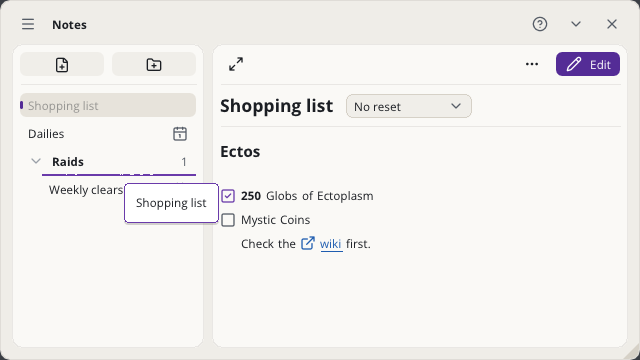 Notes
Shopping list
Dailies
Raids 1
Weekly clears
Shopping list
Edit
Shopping list
No reset
Ectos
250 Globs of Ectoplasm
Mystic Coins
Check the wiki first.